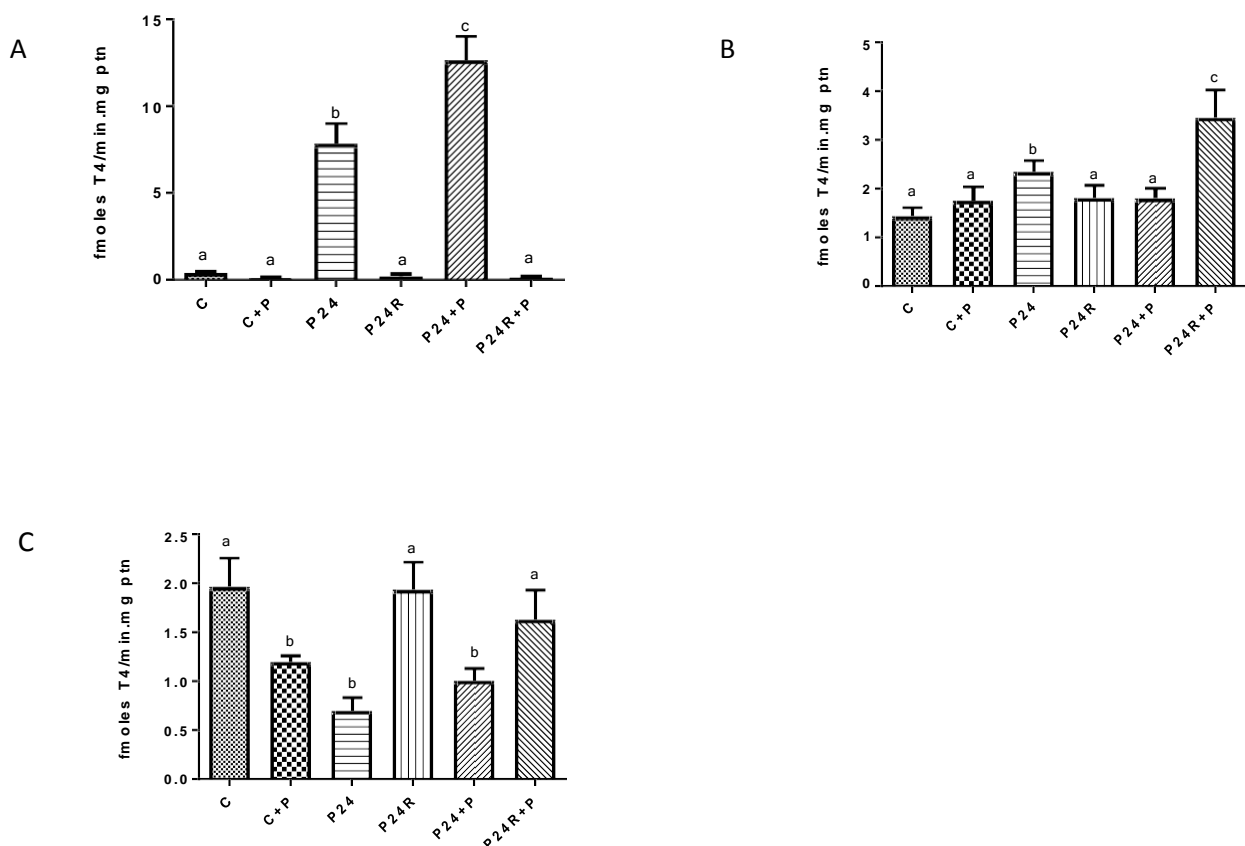 A
fmoles T4/min.mg ptn
15
10
5
0
a
a
b
a
c
a
C
C+P
P24
P24R
P24+P
P24R+P
B
fmoles T4/min.mg ptn
5
4
3
2
1
0
a
a
b
a
a
c
C
C+P
P24
P24R
P24+P
P24R+P
C
fmoles T4/min.mg ptn
2.5
2.0
1.5
1.0
0.5
0.0
a
b
b
a
b
a
C
C+P
P24
P24R
P24+P
P24R+P